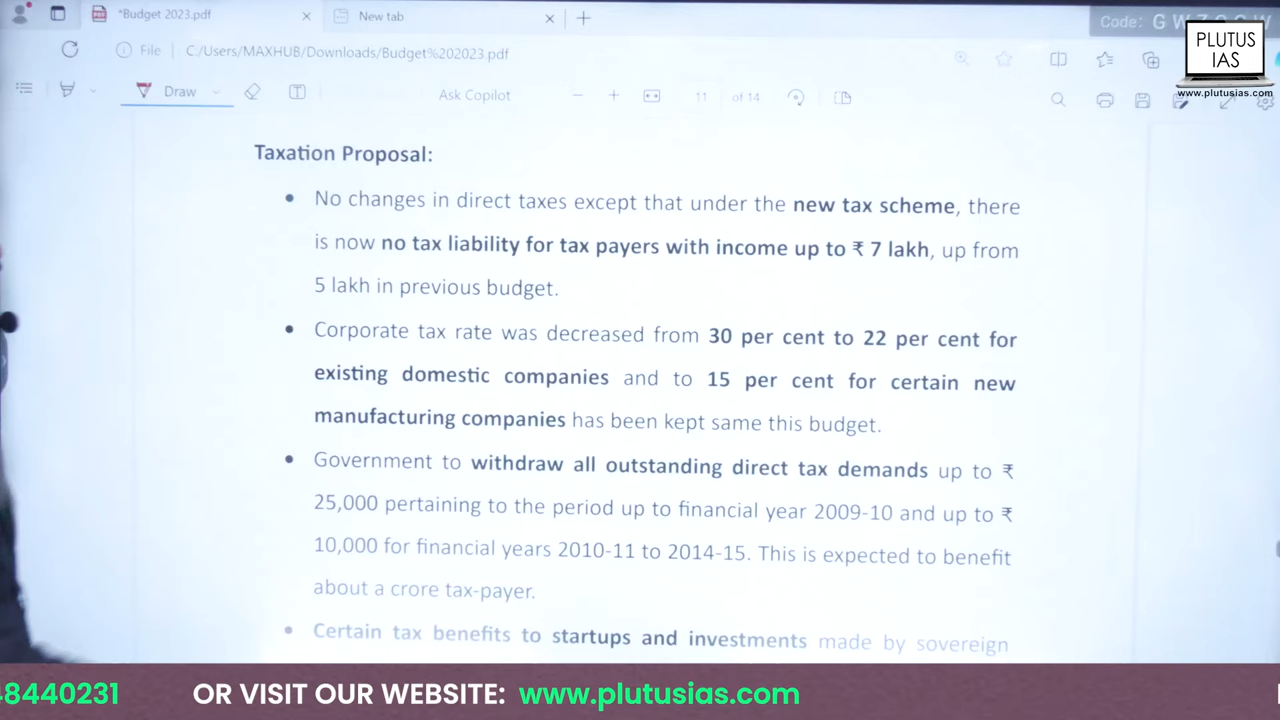 *Budget 2023.pdf
New tab
Code: G W
PLUTUS
IAS
www.plutusias.com
File
C:/Users/MAXHUB/Downloads/Budget%202023.pdf
Draw
Ask Copilot
11 of 14
Taxation Proposal:
• No changes in direct taxes except that under the new tax scheme, there
is now no tax liability for tax payers with income up to ₹ 7 lakh, up from
5 lakh in previous budget.
• Corporate tax rate was decreased from 30 per cent to 22 per cent for
existing domestic companies and to 15 per cent for certain new
manufacturing companies has been kept same this budget.
• Government to withdraw all outstanding direct tax demands up to ₹
25,000 pertaining to the period up to financial year 2009-10 and up to ₹
10,000 for financial years 2010-11 to 2014-15. This is expected to benefit
about a crore tax-payer.
• Certain tax benefits to startups and investments made by sovereign
8440231 OR VISIT OUR WEBSITE: www.plutusias.com